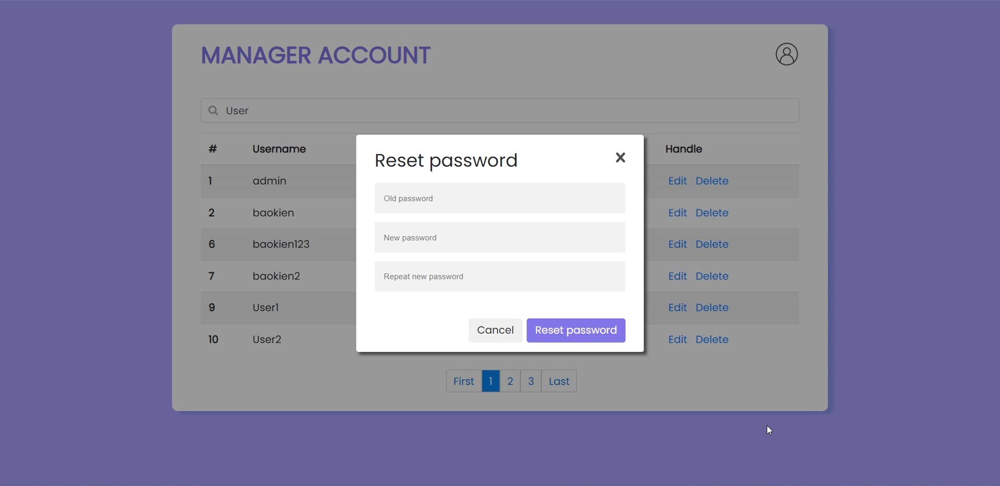 MANAGER ACCOUNT
User
# Username Handle
1 admin Edit Delete
2 baokien Edit Delete
6 baokien123 Edit Delete
7 baokien2 Edit Delete
9 User1 Edit Delete
10 User2 Edit Delete
Reset password
Old password
New password
Repeat new password
Cancel Reset password
First 1 2 3 Last